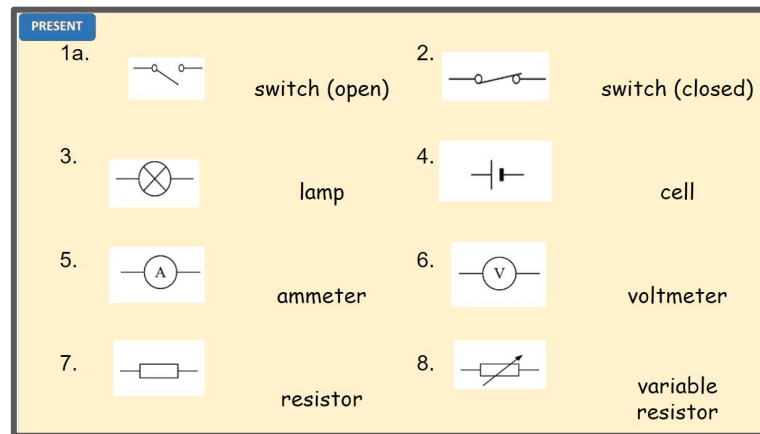 PRESENT
1a.
switch (open)
2.
switch (closed)
3.
lamp
4.
cell
5.
A
ammeter
6.
V
voltmeter
7.
resistor
8.
variable
resistor